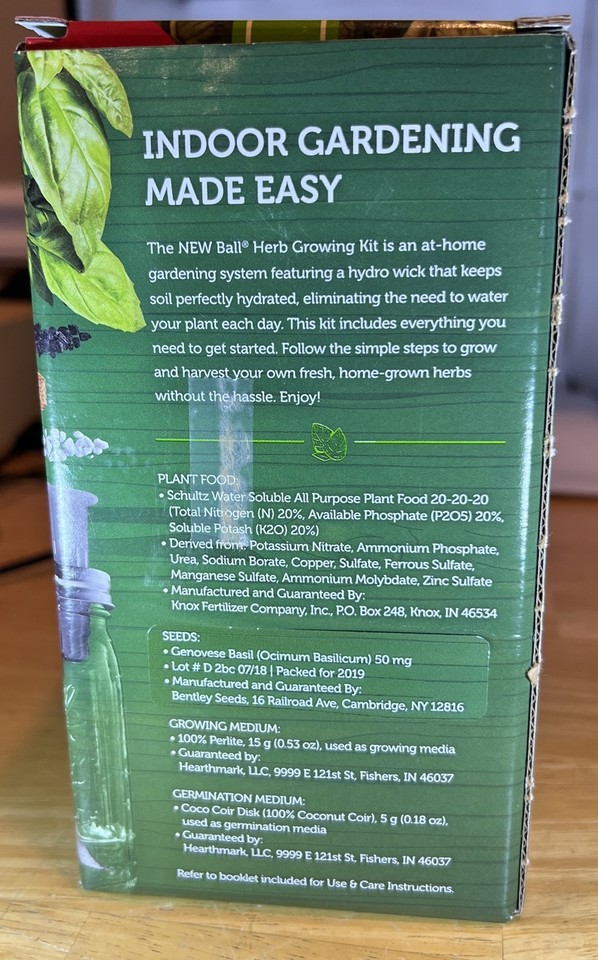 INDOOR GARDENING
MADE EASY
The NEW Ball® Herb Growing Kit is an at-home
gardening system featuring a hydro wick that keeps
soil perfectly hydrated, eliminating the need to water
your plant each day. This kit includes everything you
need to get started. Follow the simple steps to grow
and harvest your own fresh, home-grown herbs
without the hassle. Enjoy!
PLANT FOOD:
• Schultz Water Soluble All Purpose Plant Food 20-20-20
(Total Nitrogen (N) 20%, Available Phosphate (P2O5) 20%,
Soluble Potash (K2O) 20%)
• Derived from: Potassium Nitrate, Ammonium Phosphate,
Urea, Sodium Borate, Copper, Sulfate, Ferrous Sulfate,
Manganese Sulfate, Ammonium Molybdate, Zinc Sulfate
• Manufactured and Guaranteed By:
Knox Fertilizer Company, Inc., P.O. Box 248, Knox, IN 46534
SEEDS:
• Genovese Basil (Ocimum Basilicum) 50 mg
• Lot # D 2bc 07/18 | Packed for 2019
• Manufactured and Guaranteed By:
Bentley Seeds, 16 Railroad Ave, Cambridge, NY 12816
GROWING MEDIUM:
• 100% Perlite, 15 g (0.53 oz), used as growing media
• Guaranteed by:
Hearthmark, LLC, 9999 E 121st St, Fishers, IN 46037
GERMINATION MEDIUM:
• Coco Coir Disk (100% Coconut Coir), 5 g (0.18 oz),
used as germination media
• Guaranteed by:
Hearthmark, LLC, 9999 E 121st St, Fishers, IN 46037
Refer to booklet included for Use & Care Instructions.